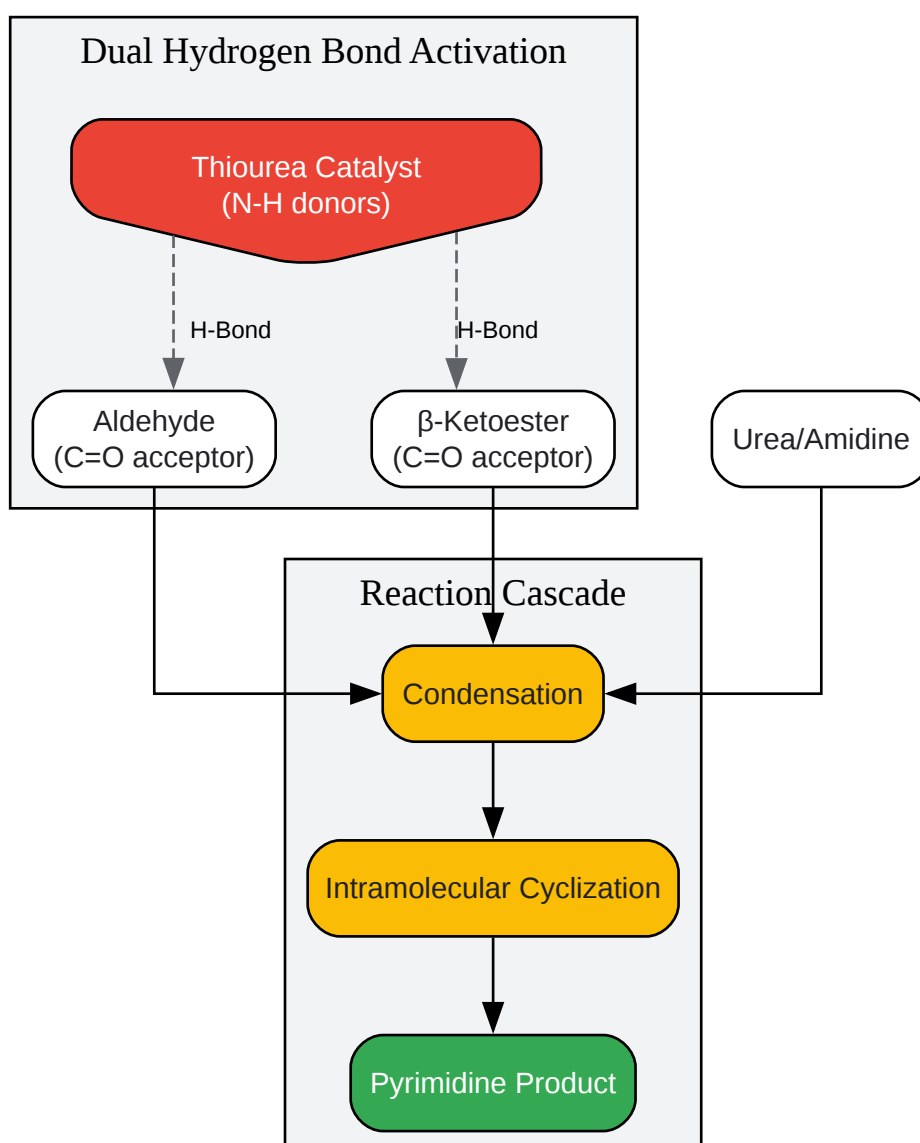 Dual Hydrogen Bond Activation
Thiourea Catalyst
(N-H donors)
H-Bond
H-Bond
Aldehyde
(C=O acceptor)
β-Ketoester
(C=O acceptor)
Urea/Amidine
Reaction Cascade
Condensation
Intramolecular Cyclization
Pyrimidine Product